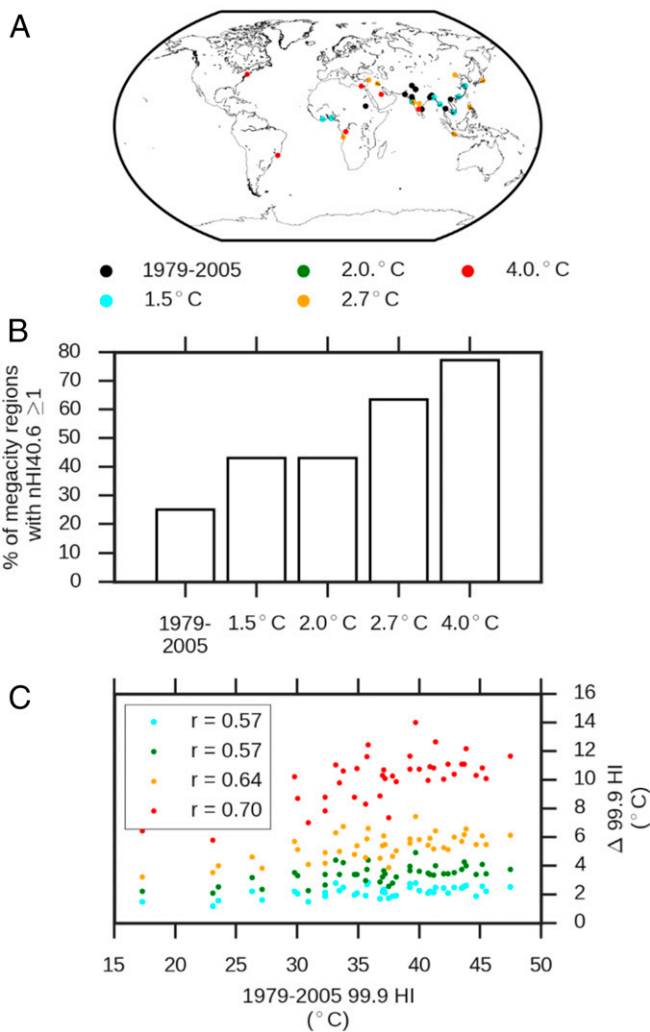 A
1979-2005
2.0.°C
4.0.°C
1.5°C
2.7°C
B
% of megacity regions
with nHI40.6 ≥1
80
70
60
50
40
30
20
10
0
1979-
2005
1.5°C
2.0°C
2.7°C
4.0°C
C
r = 0.57
r = 0.57
r = 0.64
r = 0.70
16
14
12
10
8
6
4
2
0
Δ 99.9 HI
(°C)
15
20
25
30
35
40
45
50
1979-2005 99.9 HI
(°C)